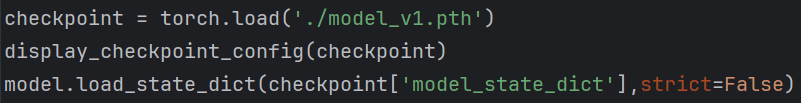 checkpoint = torch.load('./model_v1.pth')
display_checkpoint_config(checkpoint)
model.load_state_dict(checkpoint['model_state_dict'],strict=False)